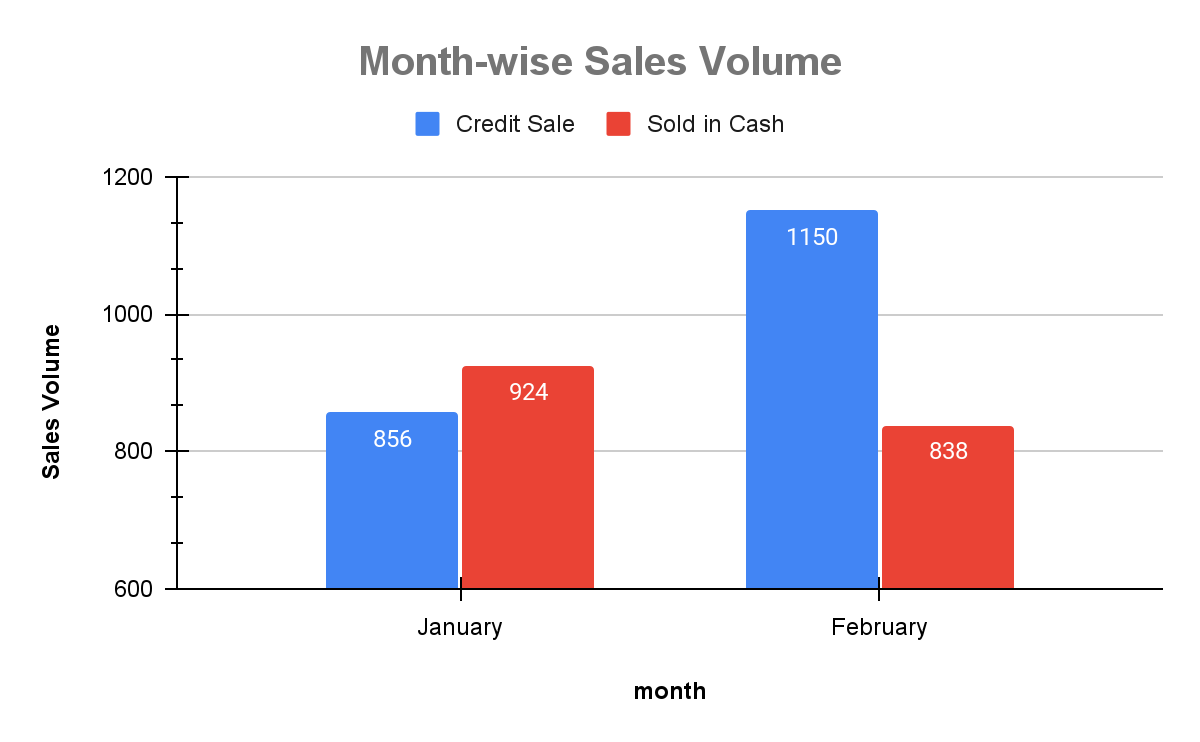 Month-wise Sales Volume
Credit Sale
Sold in Cash
1200
1000
800
600
Sales Volume
856
924
1150
838
January
February
month